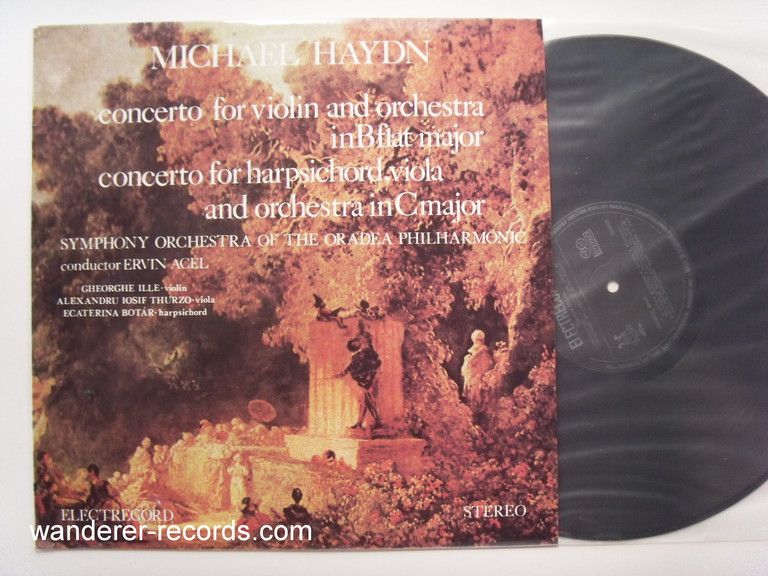 MICHAEL HAYDN
concerto for violin and orchestra
in B flat major
concerto for harpsichord, viola
and orchestra in C major
SYMPHONY ORCHESTRA OF THE ORADEA PHILHARMONIC
conductor ERVIN ACEL
GHEORGHE ILLE-violin
ALEXANDRU IOSIF THURZO-viola
ECATERINA BOTÁR-harpsichord
ELECTRECORD
STEREO
wanderer-records.com